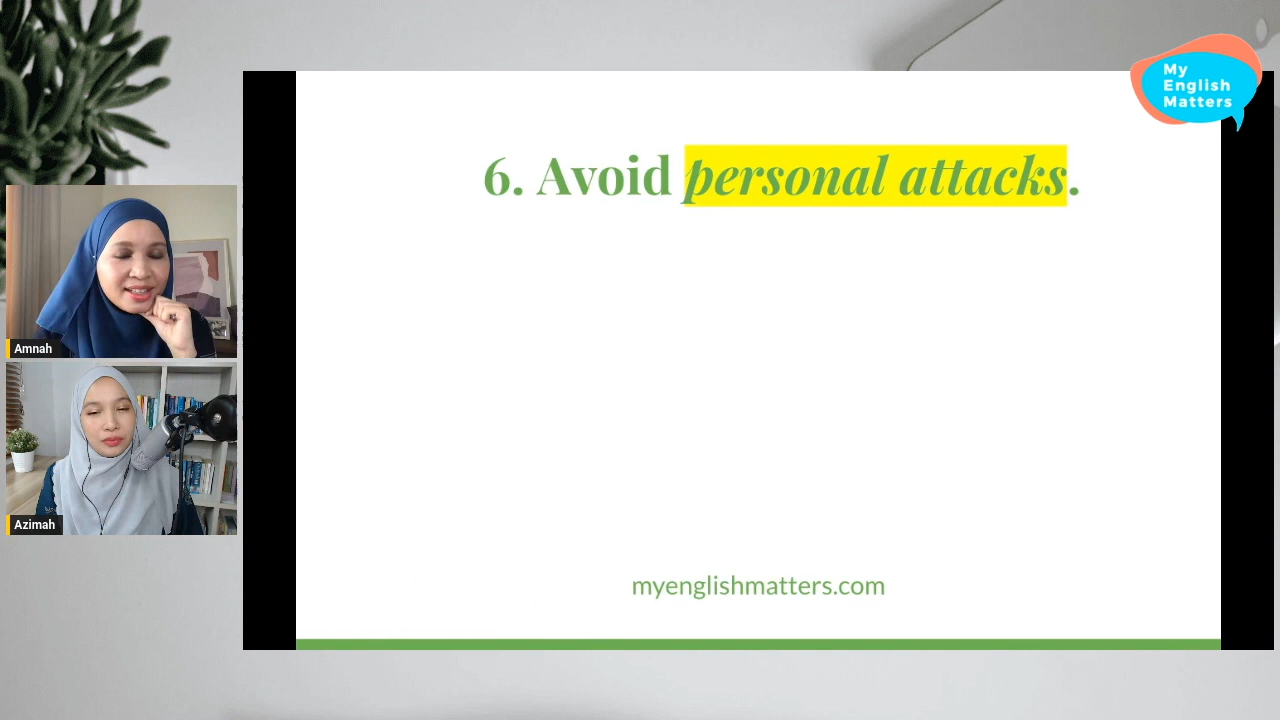 My
English
Matters
6. Avoid personal attacks.
Amnah
Azimah
myenglishmatters.com